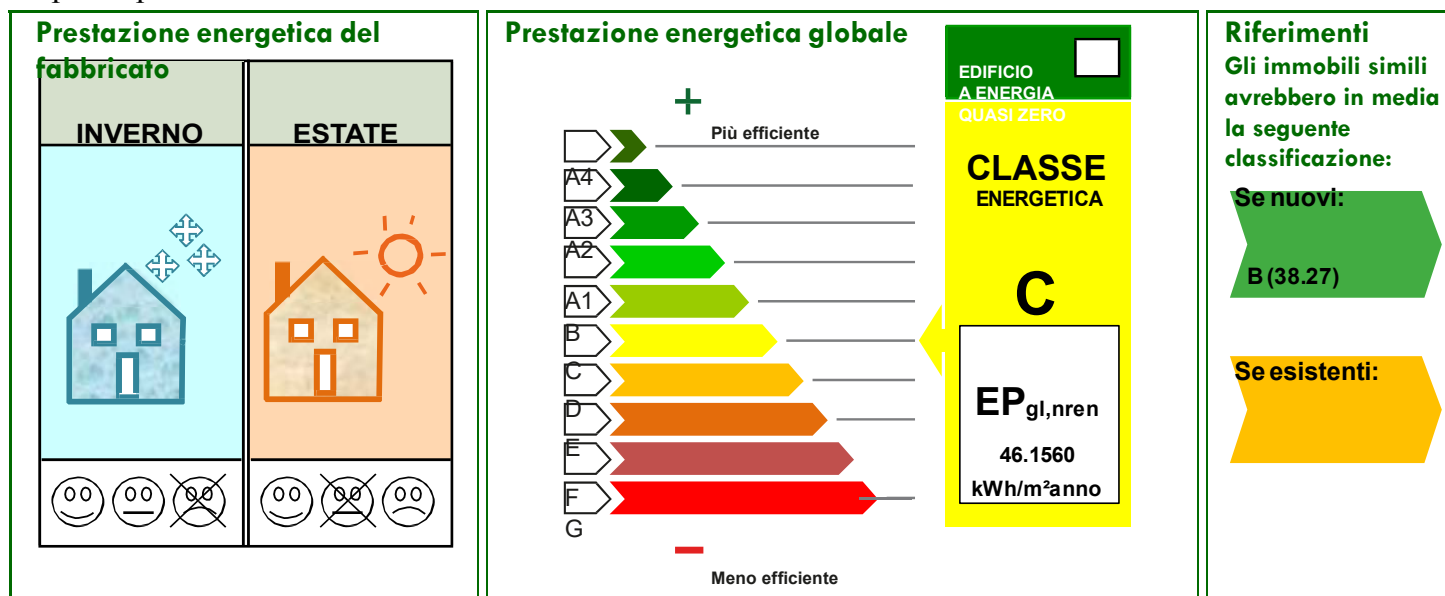 Prestazione energetica del
fabbricato
INVERNO
ESTATE
Prestazione energetica globale
+
Più efficiente
A4
A3
A2
A1
B
C
D
E
F
G
Meno efficiente
EDIFICIO
A ENERGIA
QUASI ZERO
CLASSE
ENERGETICA
C
EPgl,nren
46.1560
kWh/m²anno
Riferimenti
Gli immobili simili
avrebbero in media
la seguente
classificazione:
Se nuovi:
B (38.27)
Se esistenti: